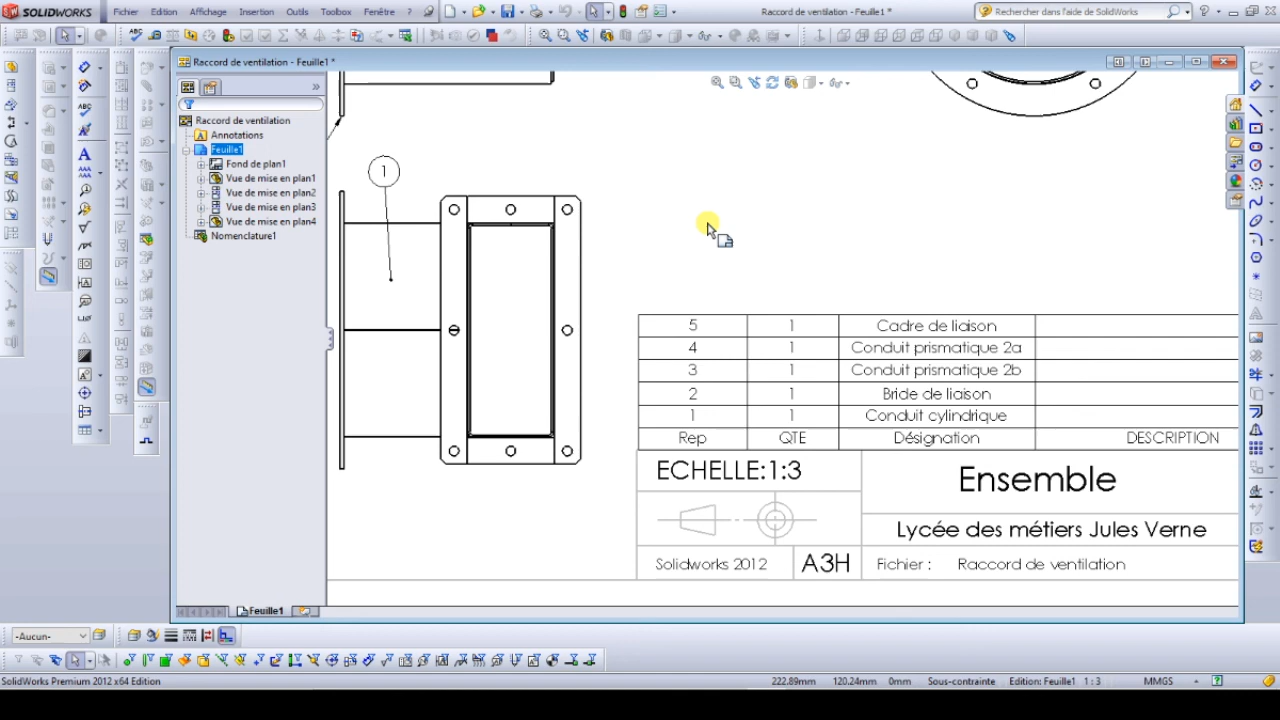 SOLIDWORKS Fichier Edition Affichage Insertion Outils Toolbox Fenêtre ? Raccord de ventilation - Feuille1 * Rechercher dans l'aide de SolidWorks ?
Raccord de ventilation - Feuille1 *
Raccord de ventilation
A Annotations
Feuille1
Fond de plan1
Vue de mise en plan1
Vue de mise en plan2
Vue de mise en plan3
Vue de mise en plan4
Nomenclature1
1
5 1 Cadre de liaison
4 1 Conduit prismatique 2a
3 1 Conduit prismatique 2b
2 1 Bride de liaison
1 1 Conduit cylindrique
Rep QTE Désignation DESCRIPTION
ECHELLE:1:3
Ensemble
Lycée des métiers Jules Verne
Solidworks 2012 A3H Fichier : Raccord de ventilation
Feuille1
-Aucun-
SolidWorks Premium 2012 x64 Edition 222.89mm 120.24mm 0mm Sous-contrainte Edition: Feuille1 1 : 3 MMGS ?